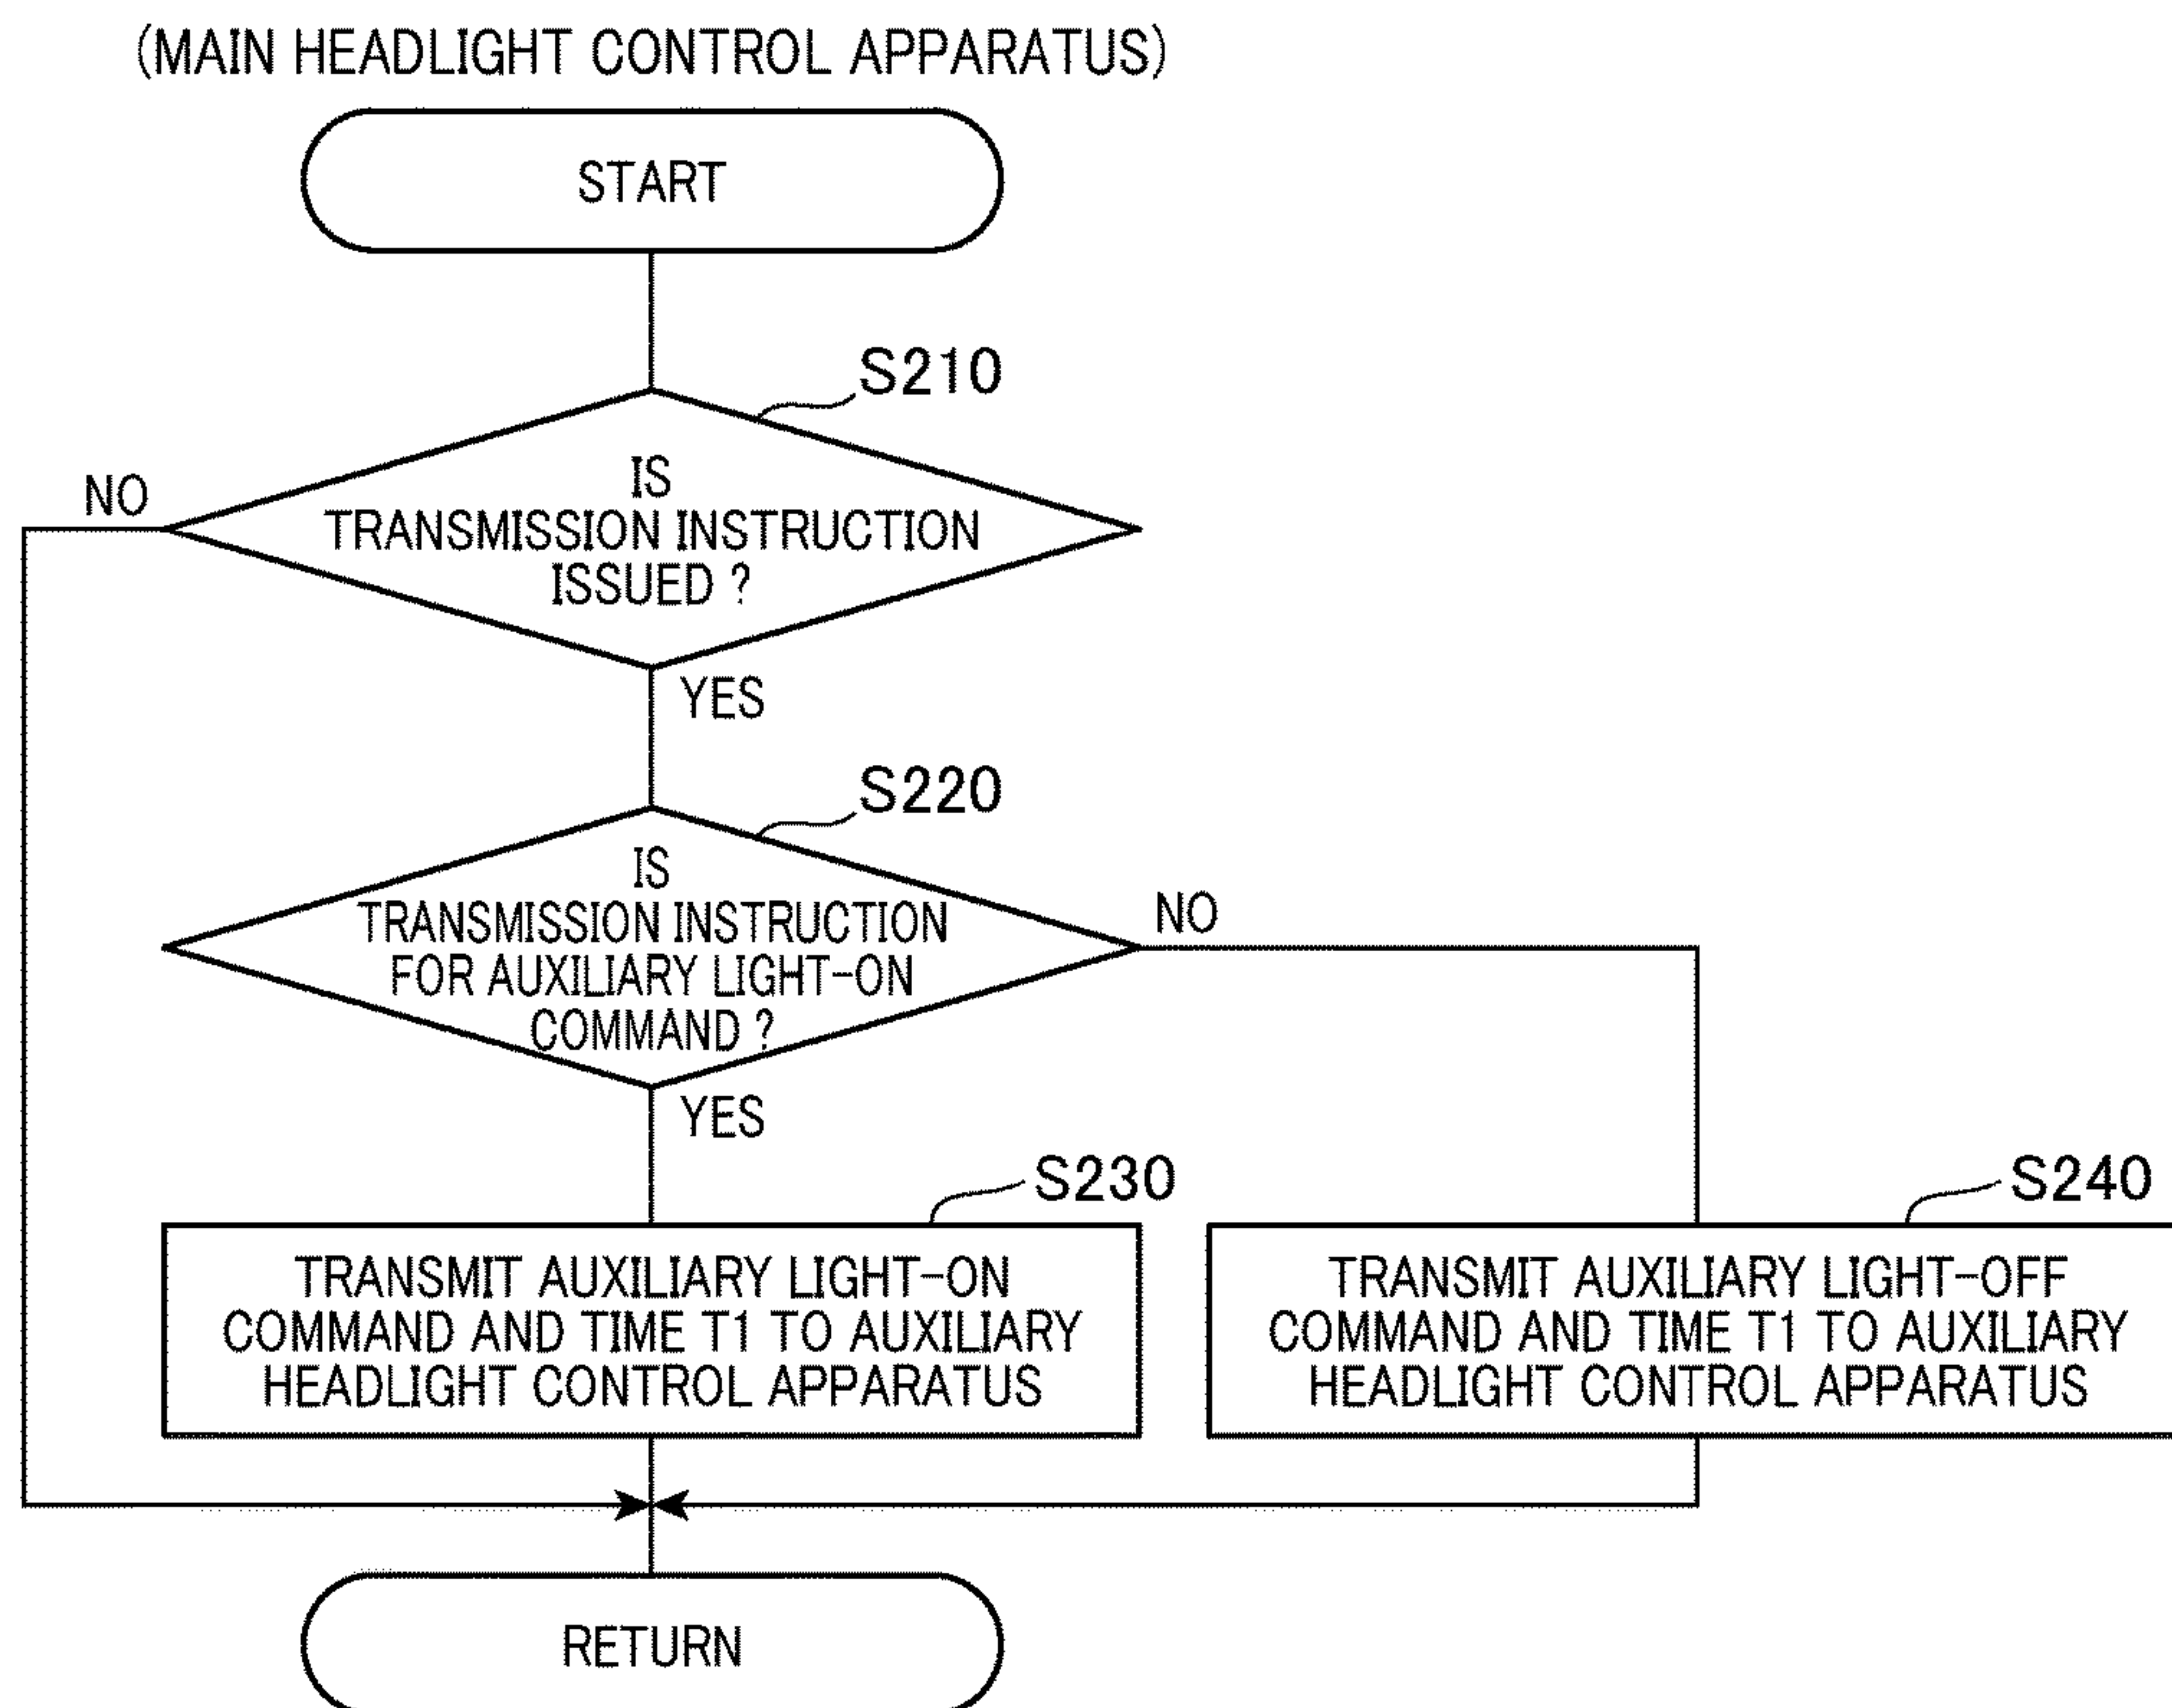 (MAIN HEADLIGHT CONTROL APPARATUS)
START
S210
NO
IS
TRANSMISSION INSTRUCTION
ISSUED ?
YES
S220
IS
TRANSMISSION INSTRUCTION
FOR AUXILIARY LIGHT-ON
COMMAND ?
NO
YES
S230
TRANSMIT AUXILIARY LIGHT-ON
COMMAND AND TIME T1 TO AUXILIARY
HEADLIGHT CONTROL APPARATUS
S240
TRANSMIT AUXILIARY LIGHT-OFF
COMMAND AND TIME T1 TO AUXILIARY
HEADLIGHT CONTROL APPARATUS
RETURN